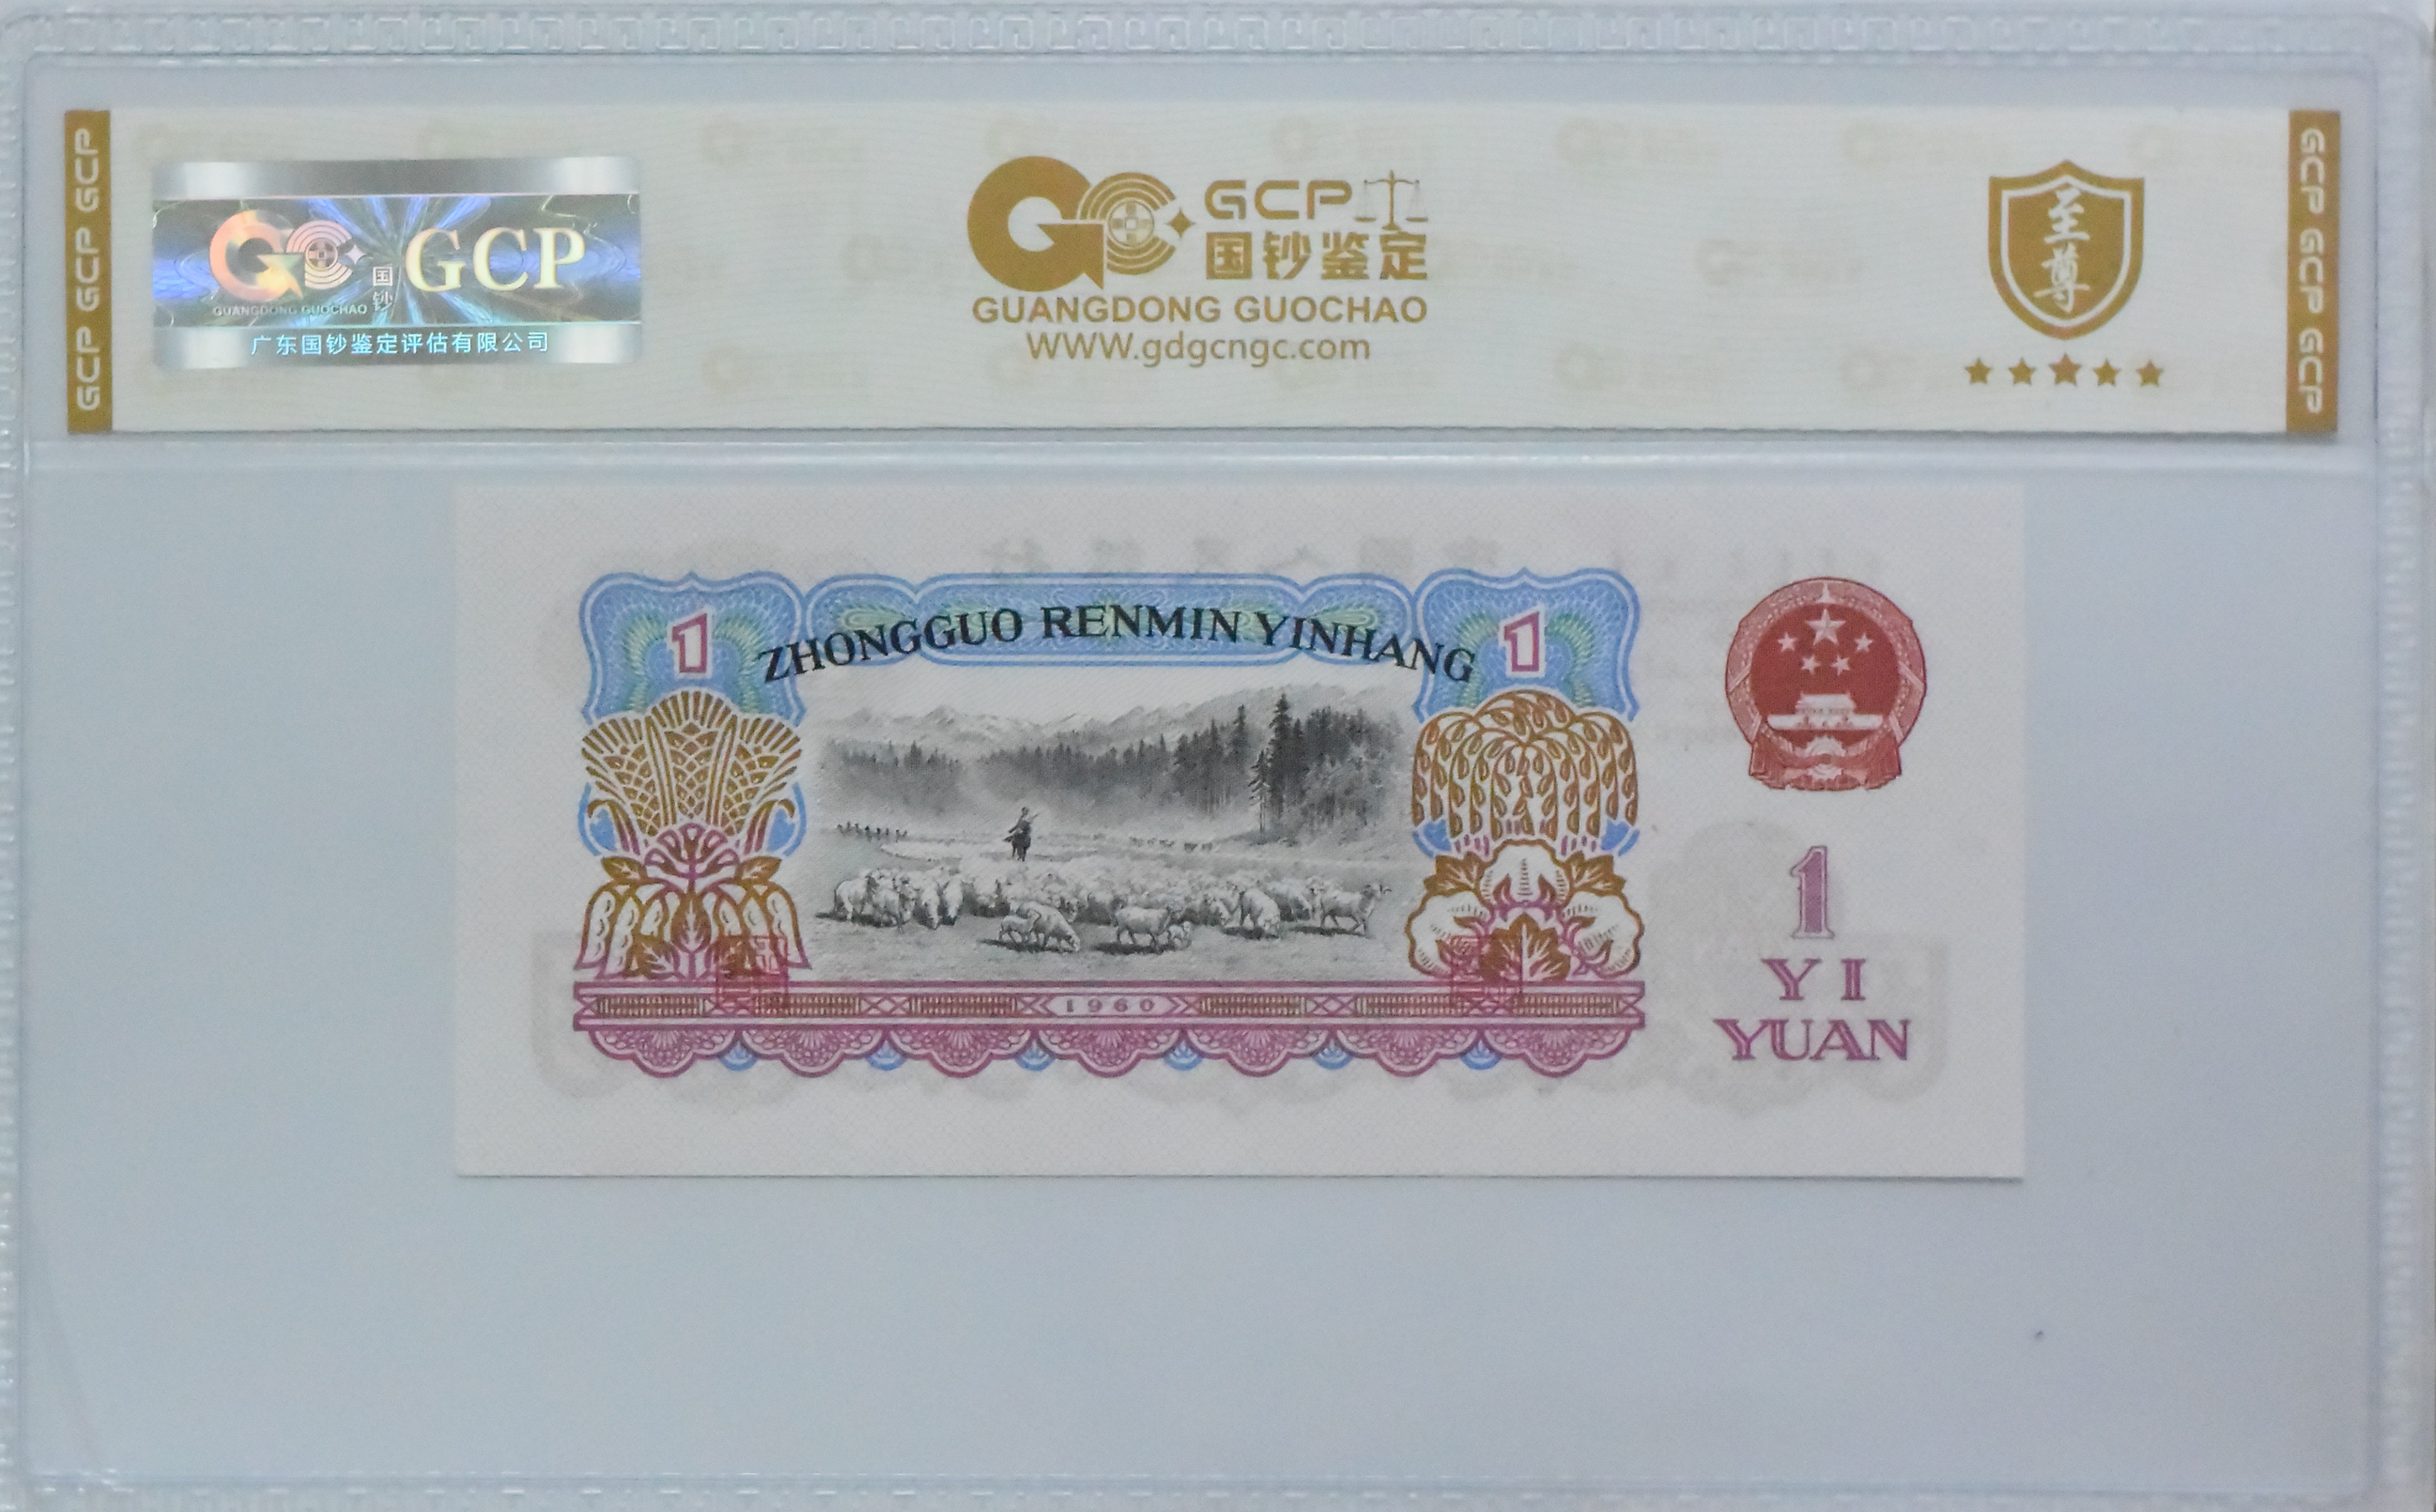 GCP GCP GCP
国钞
GCP
GUANGDONG GUOCHAO
广东国钞鉴定评估有限公司
GCP
国钞鉴定
GUANGDONG GUOCHAO
WWW.gdgcngc.com
至尊
GCP GCP GCP
1
ZHONGGUO RENMIN YINHANG
1
1960
1
YI
YUAN